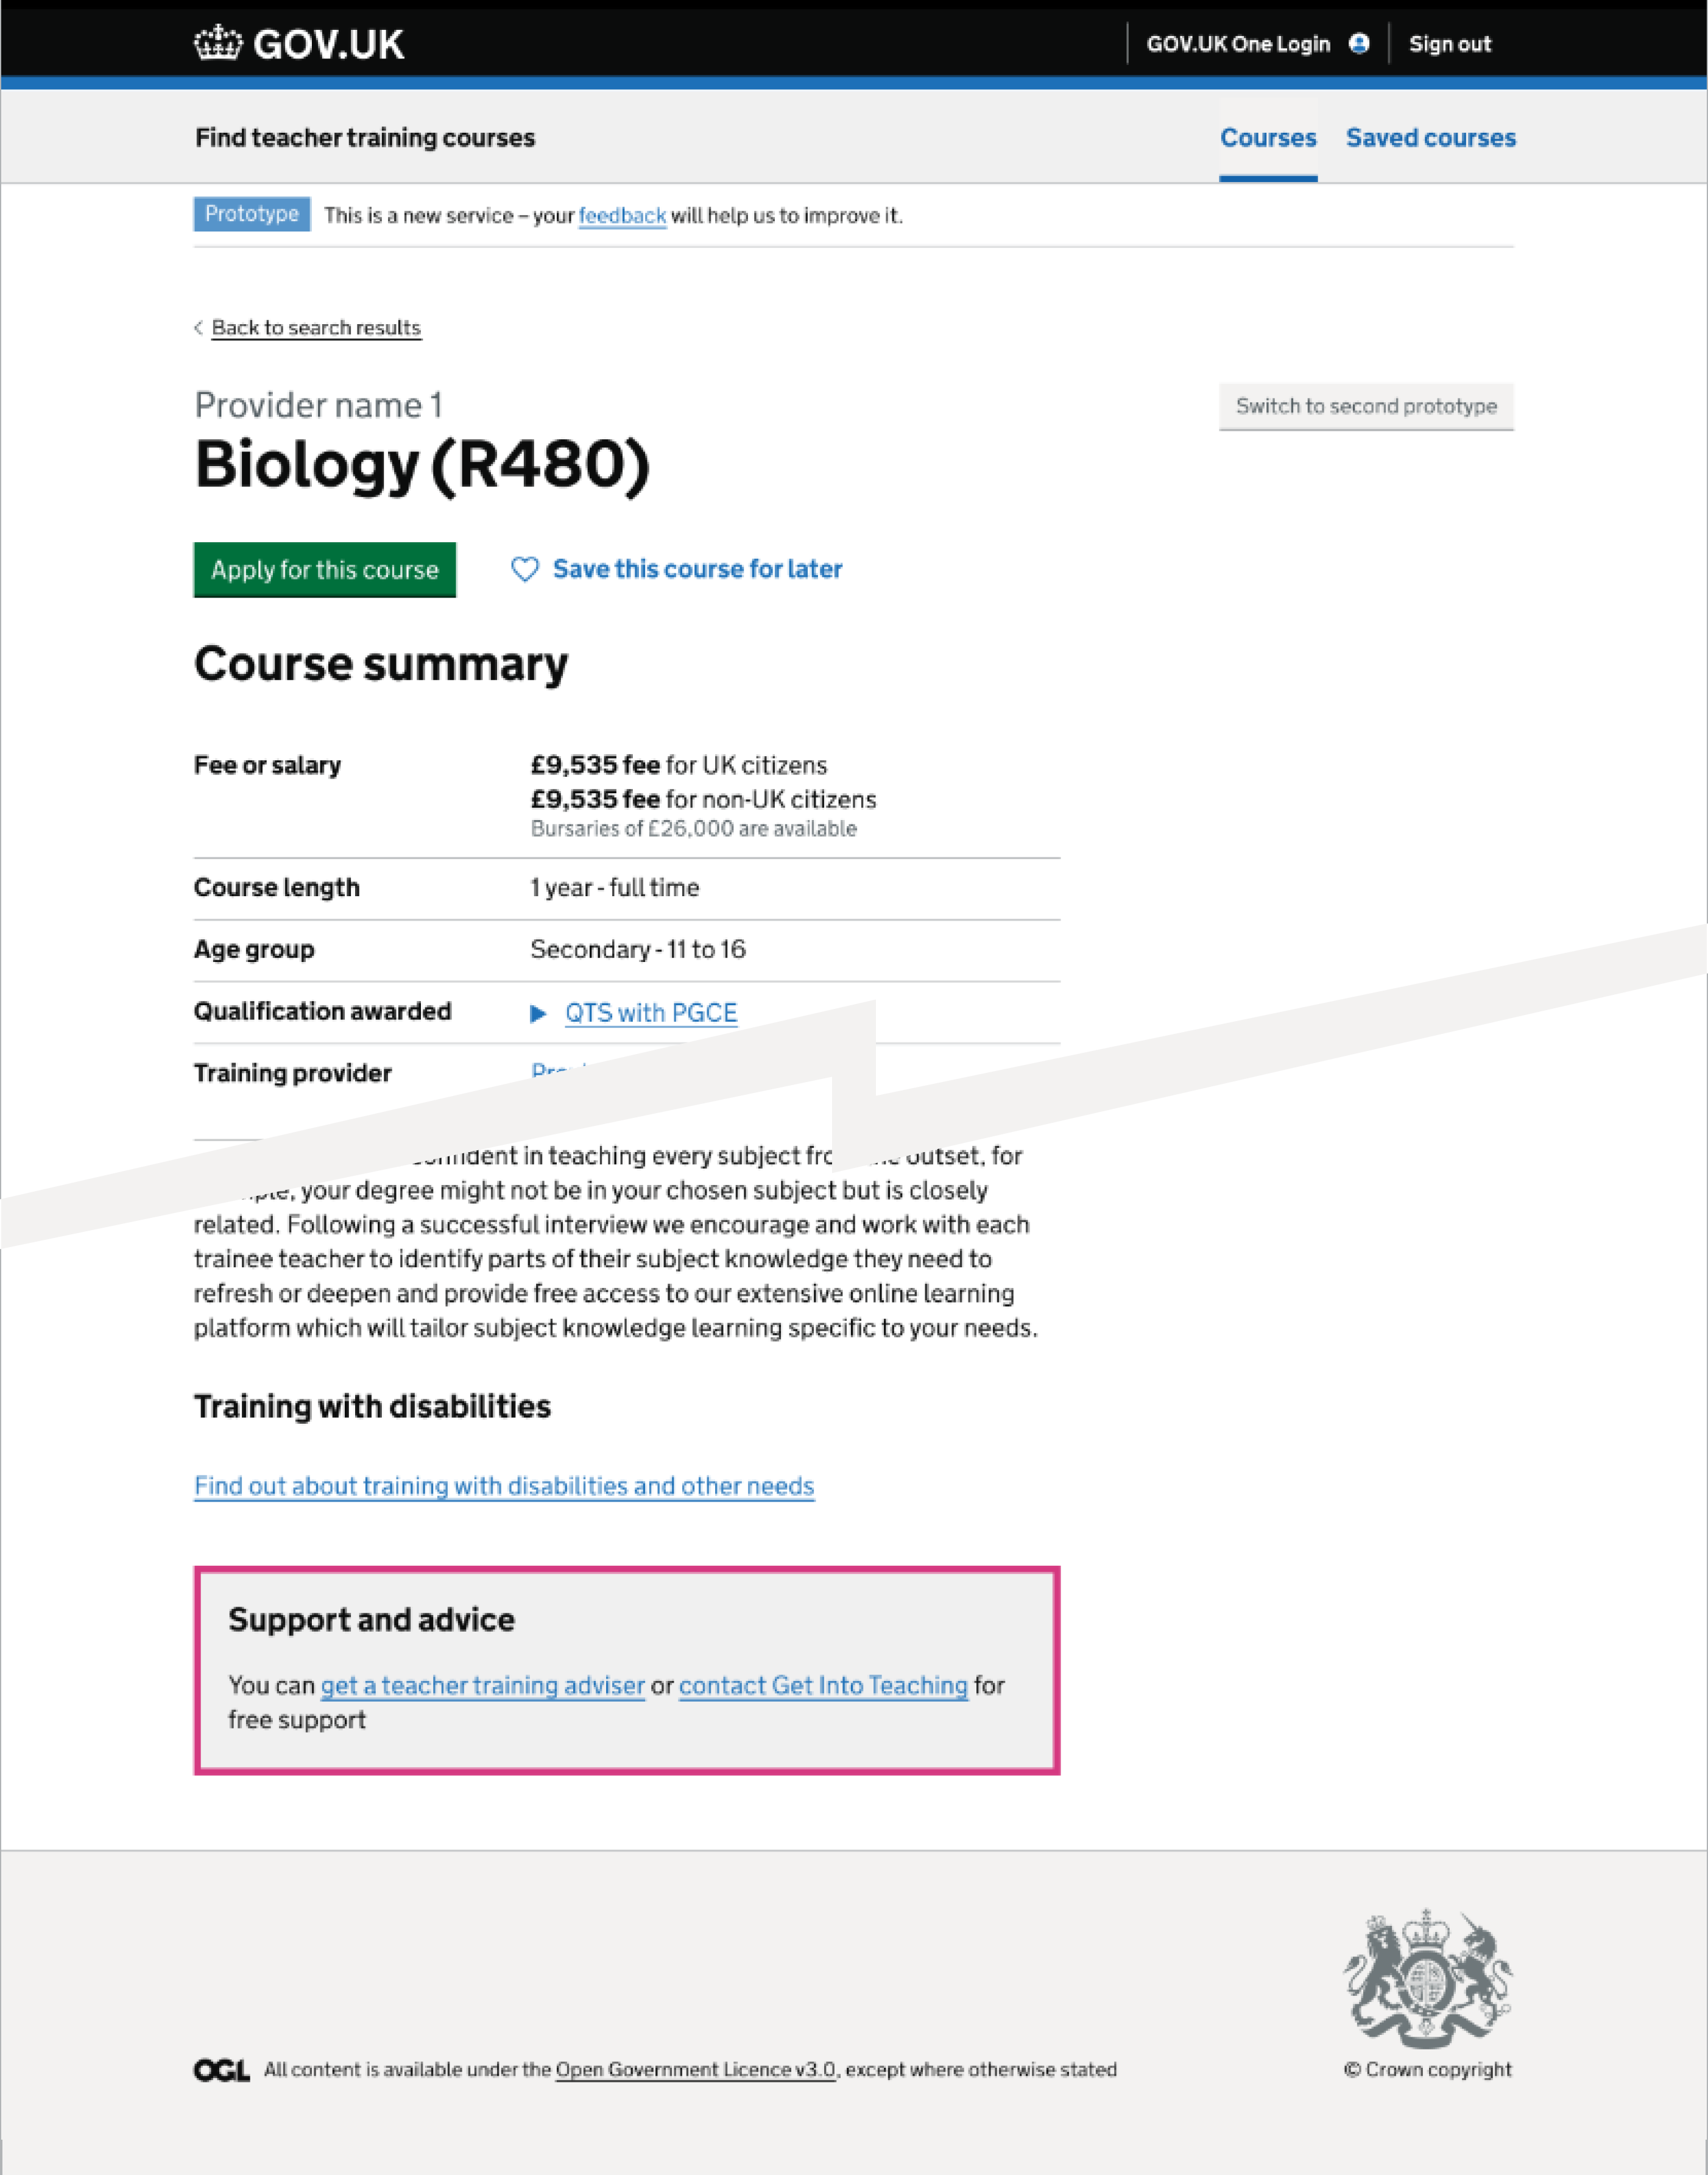 GOV.UK
GOV.UK One Login
Sign out
Find teacher training courses
Courses
Saved courses
Prototype
This is a new service – your feedback will help us to improve it.
Back to search results
Provider name 1
Switch to second prototype
Biology (R480)
Apply for this course
Save this course for later
Course summary
Fee or salary
£9,535 fee for UK citizens
£9,535 fee for non-UK citizens
Bursaries of £26,000 are available
Course length
1 year - full time
Age group
Secondary - 11 to 16
Qualification awarded
QTS with PGCE
Training provider
in teaching every subject outset, for
your degree might not be in your chosen subject but is closely
related. Following a successful interview we encourage and work with each
trainee teacher to identify parts of their subject knowledge they need to
refresh or deepen and provide free access to our extensive online learning
platform which will tailor subject knowledge learning specific to your needs.
Training with disabilities
Find out about training with disabilities and other needs
Support and advice
You can get a teacher training adviser or contact Get Into Teaching for
free support
OGL
All content is available under the Open Government Licence v3.0, except where otherwise stated
© Crown copyright